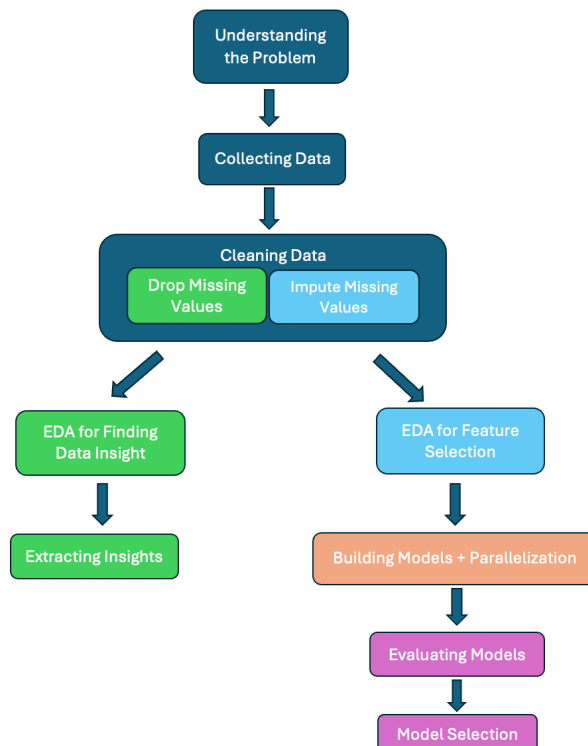 Understanding
the Problem
Collecting Data
Cleaning Data
Drop Missing
Values
Impute Missing
Values
EDA for Finding
Data Insight
EDA for Feature
Selection
Extracting Insights
Building Models + Parallelization
Evaluating Models
Model Selection